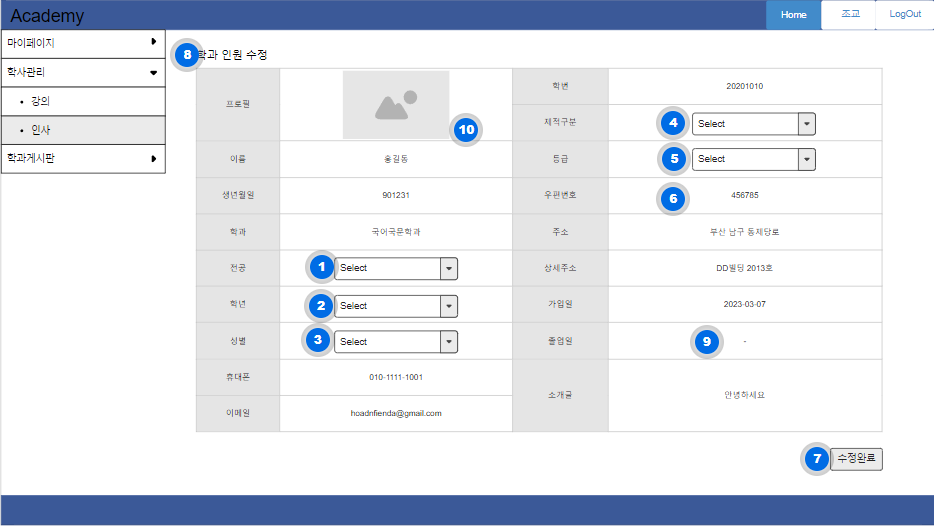 Academy
Home
조교
LogOut
마이페이지
학사관리
강의
인사
학과게시판
8 학과 인원 수정
프로필
10
학번
20201010
재적구분
4 Select
이름
홍길동
등급
5 Select
생년월일
901231
우편번호
6 456785
학과
국어국문학과
주소
부산 남구 동제당로
전공
1 Select
상세주소
DD빌딩 2013호
학년
2 Select
가입일
2023-03-07
성별
3 Select
졸업일
9 -
휴대폰
010-1111-1001
소개글
안녕하세요
이메일
hoadnfienda@gmail.com
7 수정완료